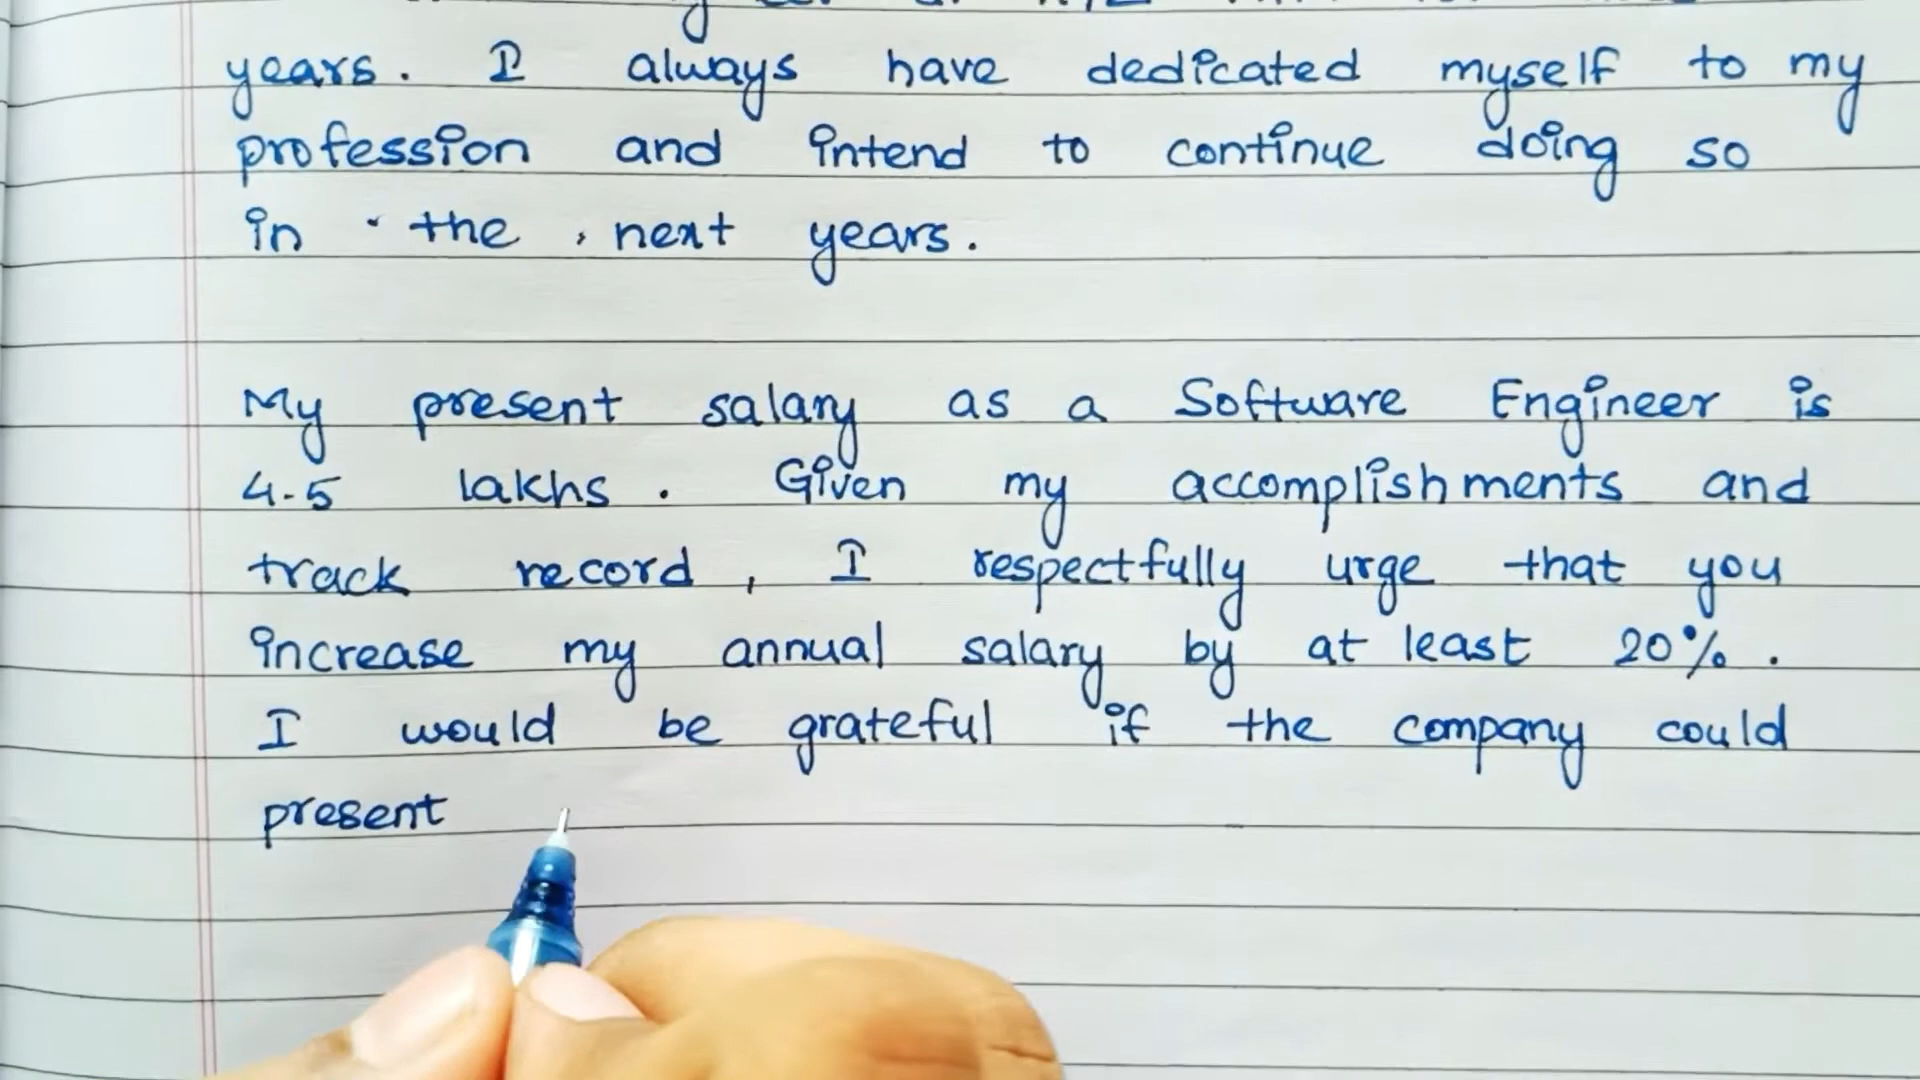 years. I always have dedicated myself to my
profession and intend to continue doing so
in the next years.
My present salary as a Software Engineer is
4.5 lakhs. Given my accomplishments and
track record, I respectfully urge that you
increase my annual salary by at least 20%.
I would be grateful if the company could
present